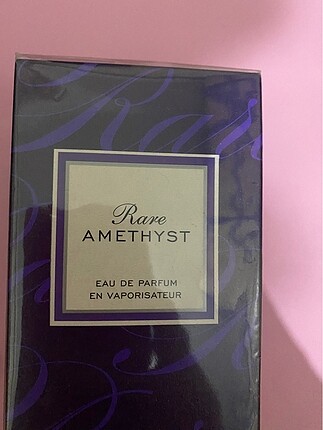 Rare
AMETHYST
EAU DE PARFUM
EN VAPORISATEUR